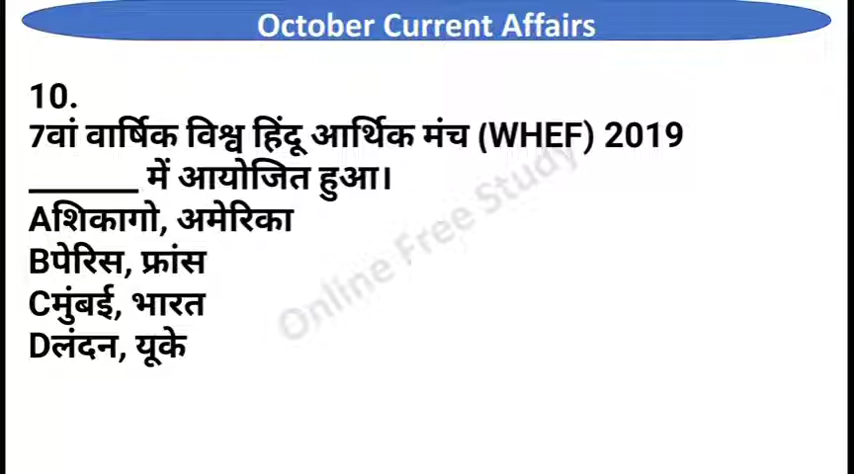 October Current Affairs
10.
7वां वार्षिक विश्व हिंदू आर्थिक मंच (WHEF) 2019
_______ में आयोजित हुआ।
Aशिकागो, अमेरिका
Bपेरिस, फ्रांस
Cमुंबई, भारत
Dलंदन, यूके
Online Free Study